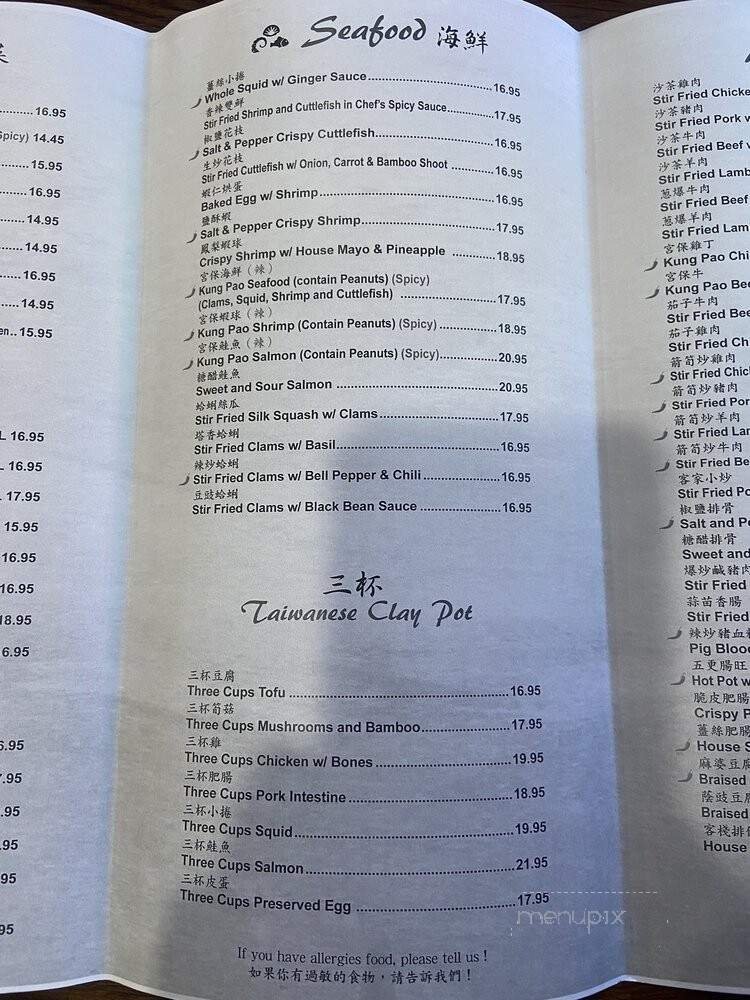 菜
16.95
Spicy) 14.45
15.95
16.95
14.95
14.95
16.95
14.95
en..15.95
L 16.95
L 16.95
L 17.95
15.95
16.95
16.95
18.95
6.95
6.95
7.95
.95
.95
95
95
Seafood 海鮮
薑絲小捲
Whole Squid w/ Ginger Sauce 16.95
香辣雙鮮
Stir Fried Shrimp and Cuttlefish in Chef's Spicy Sauce 17.95
椒鹽花枝
Salt & Pepper Crispy Cuttlefish 16.95
生炒花枝
Stir Fried Cuttlefish w/ Onion, Carrot & Bamboo Shoot 16.95
蝦仁烘蛋
Baked Egg w/ Shrimp 16.95
鹽酥蝦
Salt & Pepper Crispy Shrimp 17.95
鳳梨蝦球
Crispy Shrimp w/ House Mayo & Pineapple 18.95
宮保海鮮（辣）
Kung Pao Seafood (contain Peanuts) (Spicy)
(Clams, Squid, Shrimp and Cuttlefish) 17.95
宮保蝦球（辣）
Kung Pao Shrimp (Contain Peanuts) (Spicy) 18.95
宮保鮭魚（辣）
Kung Pao Salmon (Contain Peanuts) (Spicy) 20.95
糖醋鮭魚
Sweet and Sour Salmon 20.95
蛤蜊絲瓜
Stir Fried Silk Squash w/ Clams 17.95
塔香蛤蜊
Stir Fried Clams w/ Basil 16.95
辣炒蛤蜊
Stir Fried Clams w/ Bell Pepper & Chili 16.95
豆豉蛤蜊
Stir Fried Clams w/ Black Bean Sauce 16.95
三杯
Taiwanese Clay Pot
三杯豆腐
Three Cups Tofu 16.95
三杯筍菇
Three Cups Mushrooms and Bamboo 17.95
三杯雞
Three Cups Chicken w/ Bones 19.95
三杯肥腸
Three Cups Pork Intestine 18.95
三杯小捲
Three Cups Squid 19.95
三杯鮭魚
Three Cups Salmon 21.95
三杯皮蛋
Three Cups Preserved Egg 17.95
If you have allergies food, please tell us !
如果你有過敏的食物，請告訴我們！
沙茶雞肉
Stir Fried Chicke
沙茶豬肉
Stir Fried Pork w
沙茶牛肉
Stir Fried Beef w
沙茶羊肉
Stir Fried Lamb
蔥爆牛肉
Stir Fried Beef
蔥爆羊肉
Stir Fried Lam
宮保雞丁
Kung Pao Chi
宮保牛
Kung Pao Bee
茄子牛肉
Stir Fried Bee
茄子雞肉
Stir Fried Ch
箭筍炒雞肉
Stir Fried Chick
箭筍炒豬肉
Stir Fried Por
箭筍炒羊肉
Stir Fried Lar
箭筍炒牛肉
Stir Fried Be
客家小炒
Stir Fried Po
椒鹽排骨
Salt and Pe
糖醋排骨
Sweet and
爆炒鹹豬肉
Stir Fried
蒜苗香腸
Stir Fried
辣炒豬血糕
Pig Bloo
五更腸旺
Hot Pot w
脆皮肥腸
Crispy P
薑絲肥腸
House S
麻婆豆腐
Braised
蔭豉豆腐
Braised
客棧排骨
House
menupix